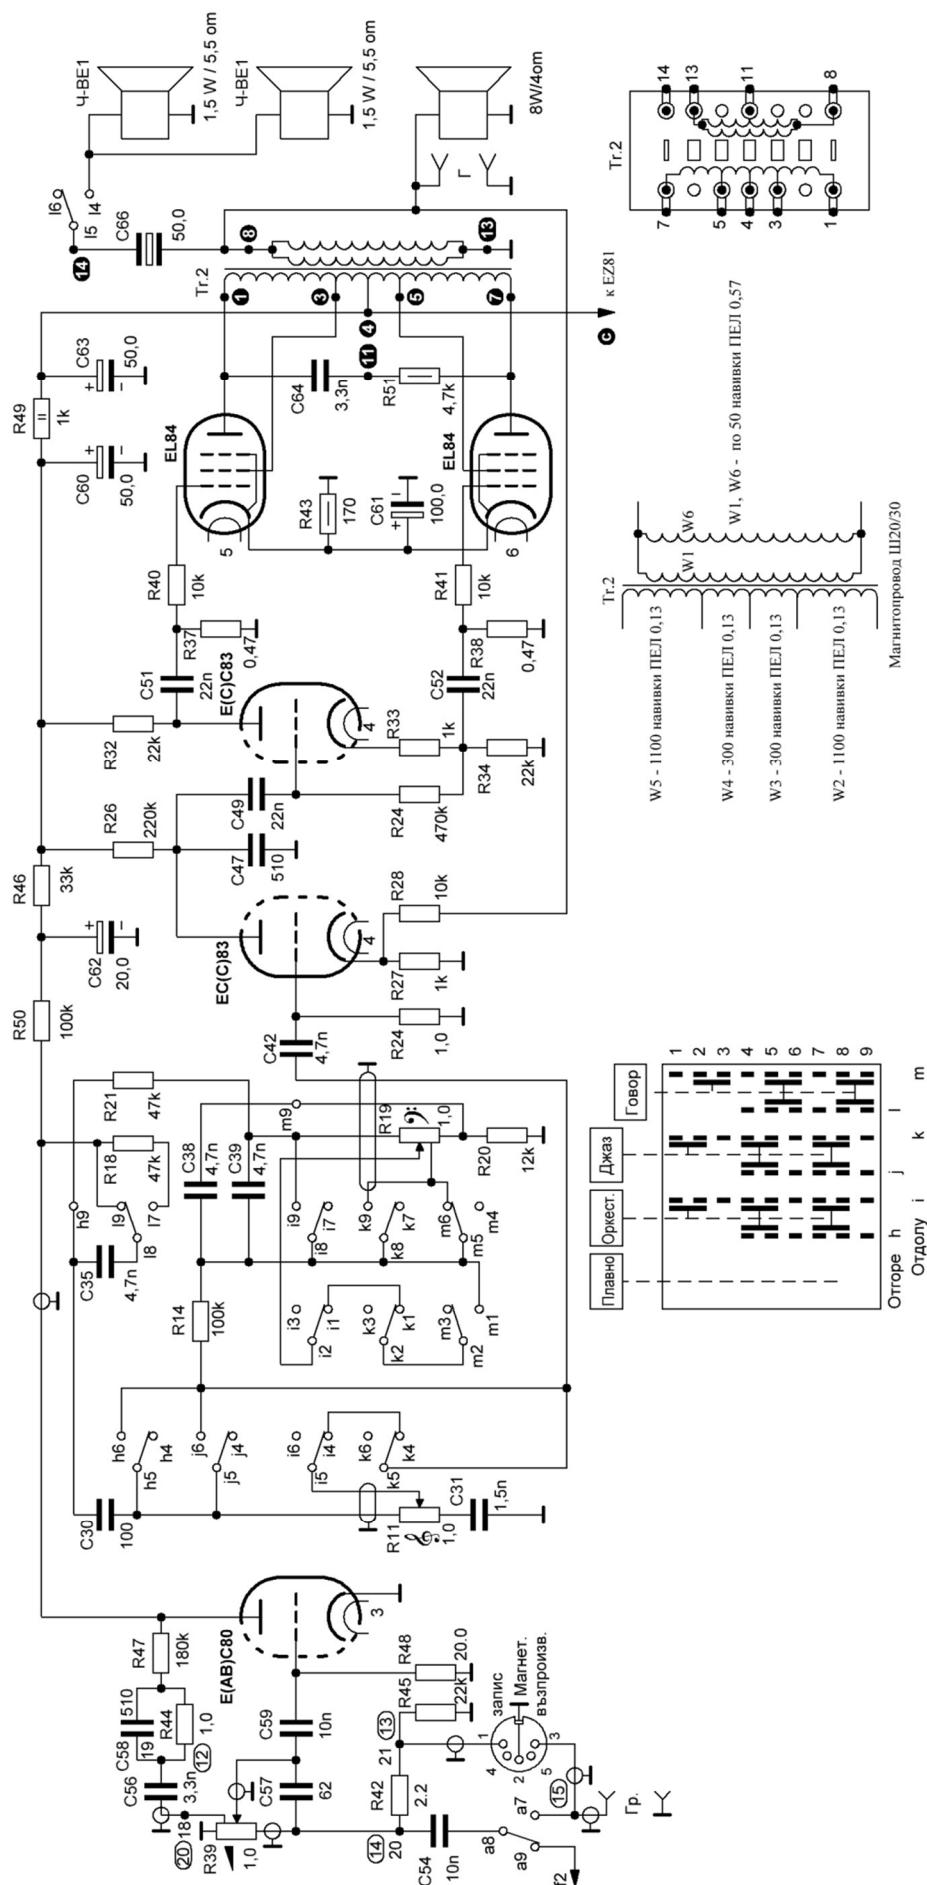 Ч-ВЕ1
1,5 W / 5,5 om
Ч-ВЕ1
1,5 W / 5,5 om
8W/4om
Г
I6
I5
I4
14
C66
50,0
8
13
Tr.2
1
3
4
5
7
11
C
к EZ81
C63
50,0
+
–
R49
1k
C60
50,0
+
–
EL84
5
C64
3,3n
R51
4,7k
EL84
6
R43
170
C61
100,0
+
–
R40
10k
R41
10k
R37
0,47
R38
0,47
C51
22n
C52
22n
E(C)C83
4
R32
22k
R33
1k
R34
22k
R26
220k
C49
22n
R24
470k
C47
510
R46
33k
C62
20,0
+
–
EC(C)83
4
R28
10k
R27
1k
R50
100k
C42
4,7n
R24
1,0
R21
47k
R18
47k
h9
I9
I7
I8
C35
4,7n
C38
4,7n
C39
4,7n
m9
R19
1,0
R20
12k
i9
i7
i8
k9
k7
k8
m6
m4
m5
R14
100k
i3
i1
i2
k3
k1
k2
m3
m1
m2
h6
h4
h5
j6
j4
j5
i6
i4
i5
k6
k4
k5
C30
100
R11
1,0
C31
1,5n
E(AB)C80
3
R47
180k
C58
510
19
R44
1,0
12
C56
3,3n
20
18
R39
1,0
C57
62
C59
10n
R48
20.0
R45
22k
13
21
R42
2.2
14
20
C54
10n
запис
Магнет.
възпроизв.
1
2
3
4
5
15
a7
a8
a9
f2
Гр.
Tr.2
14
13
11
8
7
5
4
3
1
Tr.2
W5 - 1100 навивки ПЕЛ 0,13
W4 - 300 навивки ПЕЛ 0,13
W3 - 300 навивки ПЕЛ 0,13
W2 - 1100 навивки ПЕЛ 0,13
W1
W6
W1, W6 - по 50 навивки ПЕЛ 0,57
Магнитопровод Ш20/30
Плавно
Оркест.
Джаз
Говор
1
2
3
4
5
6
7
8
9
Отгоре h j l
Отдолу i k m